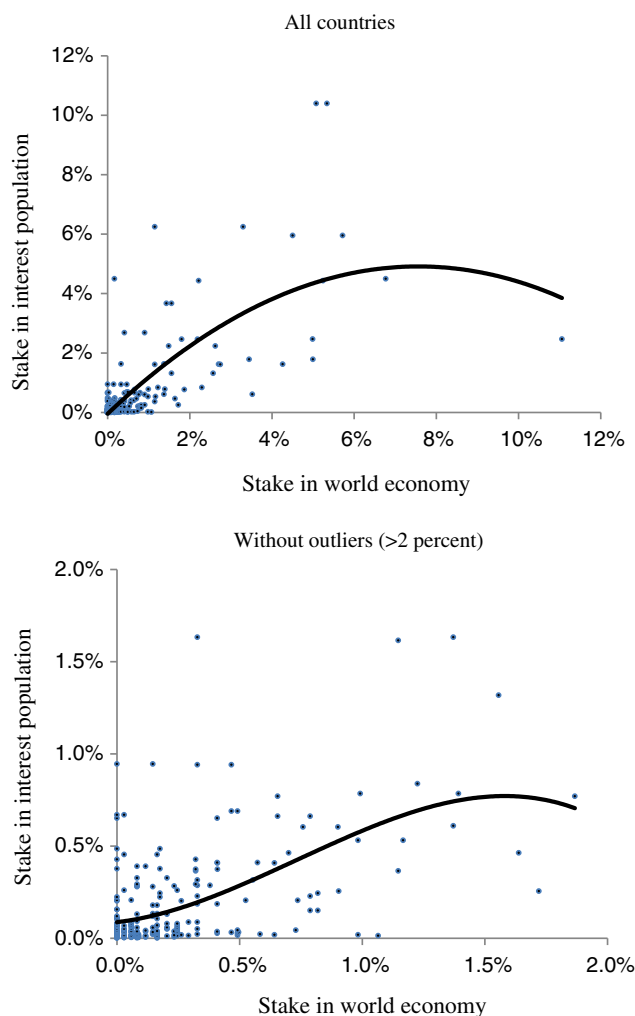 All countries
12%
10%
8%
6%
4%
2%
0%
Stake in interest population
0% 2% 4% 6% 8% 10% 12%
Stake in world economy
Without outliers (>2 percent)
2.0%
1.5%
1.0%
0.5%
0.0%
Stake in interest population
0.0% 0.5% 1.0% 1.5% 2.0%
Stake in world economy